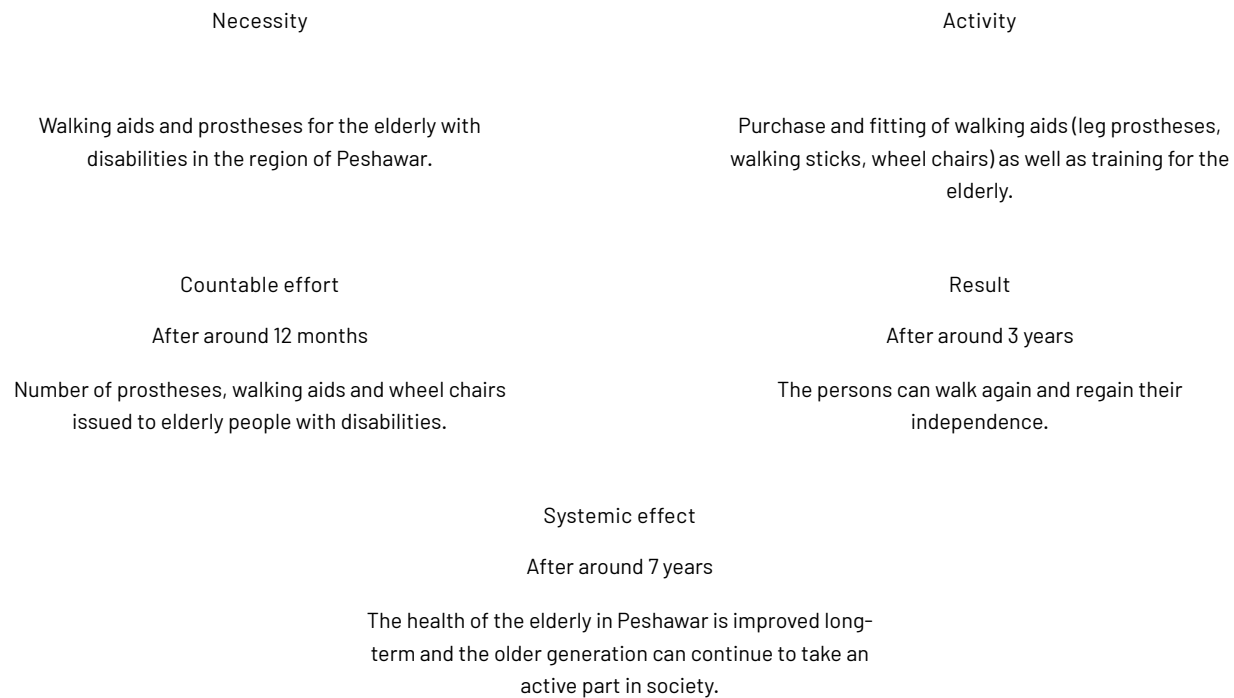 Necessity
Walking aids and prostheses for the elderly with
disabilities in the region of Peshawar.
Activity
Purchase and fitting of walking aids (leg prostheses,
walking sticks, wheel chairs) as well as training for the
elderly.
Countable effort
After around 12 months
Number of prostheses, walking aids and wheel chairs
issued to elderly people with disabilities.
Result
After around 3 years
The persons can walk again and regain their
independence.
Systemic effect
After around 7 years
The health of the elderly in Peshawar is improved long-
term and the older generation can continue to take an
active part in society.